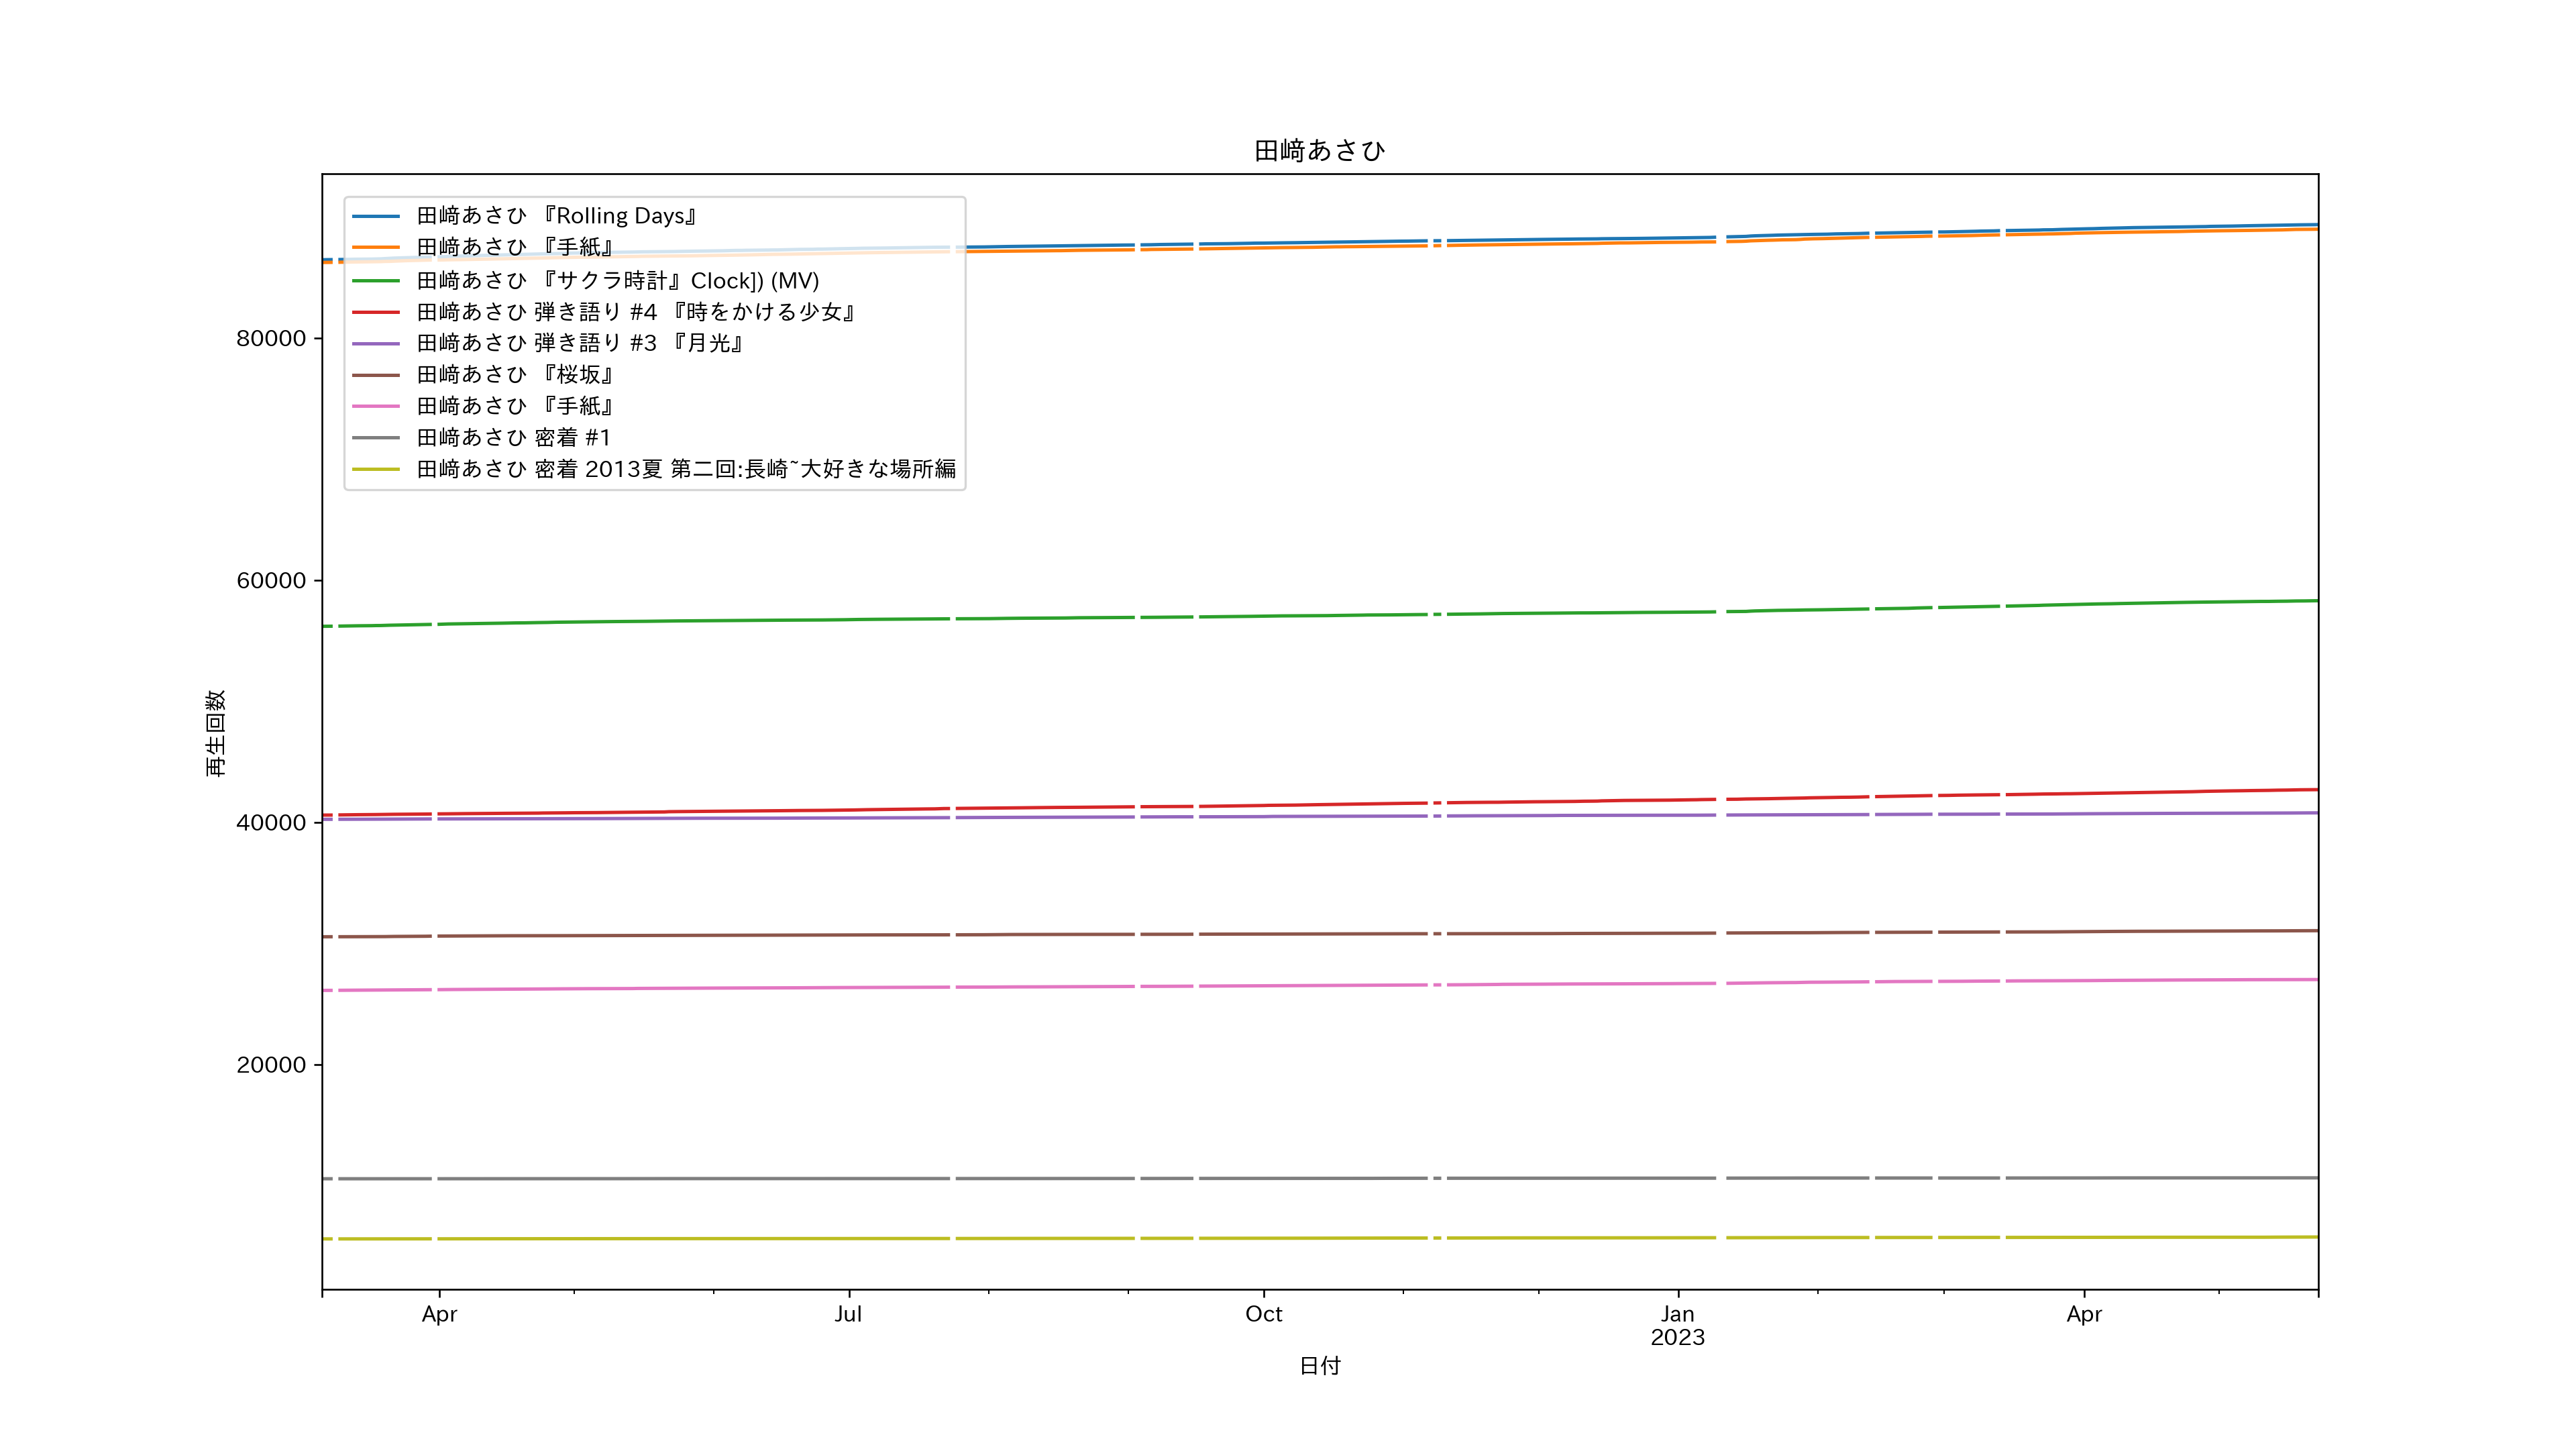 田﨑あさひ
田﨑あさひ 『Rolling Days』
田﨑あさひ 『手紙』
田﨑あさひ 『サクラ時計』Clock]) (MV)
田﨑あさひ 弾き語り #4 『時をかける少女』
田﨑あさひ 弾き語り #3 『月光』
田﨑あさひ 『桜坂』
田﨑あさひ 『手紙』
田﨑あさひ 密着 #1
田﨑あさひ 密着 2013夏 第二回:長崎~大好きな場所編
80000
60000
40000
20000
再生回数
Apr
Jul
Oct
Jan
2023
Apr
日付